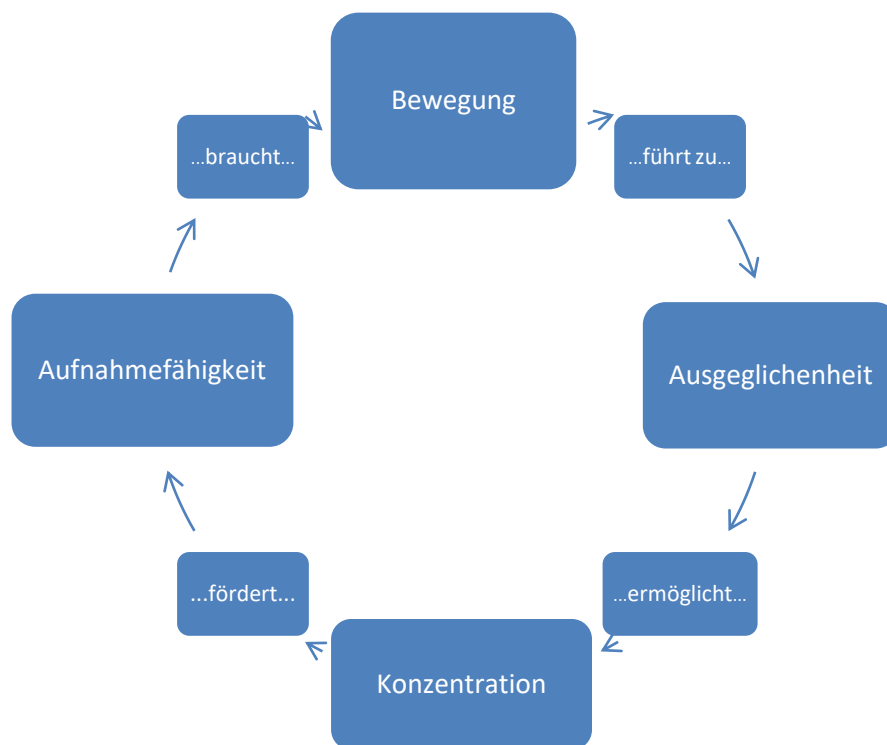 Bewegung
...führt zu...
Ausgeglichenheit
...ermöglicht...
Konzentration
...fördert...
Aufnahmefähigkeit
...braucht...